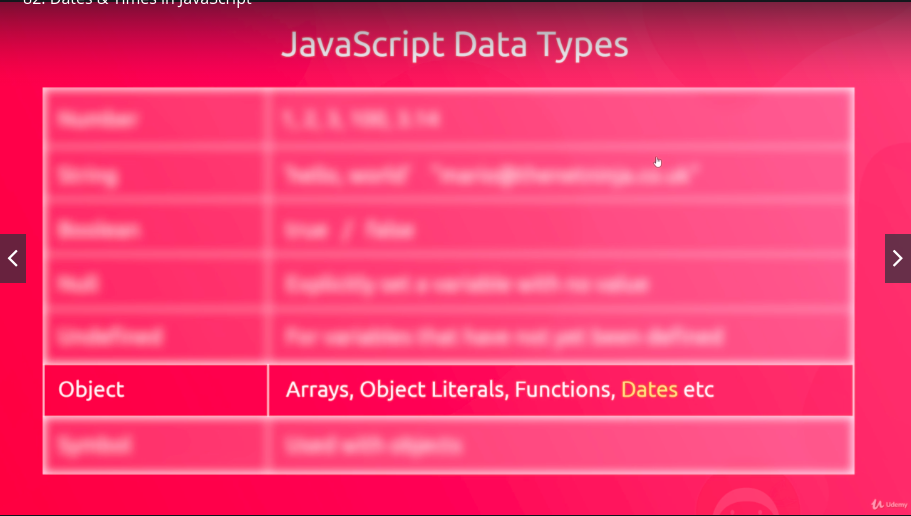 82. Dates & Times in JavaScript
JavaScript Data Types
Number 1, 2, 3, 100, 3.14
String 'hello, world' "mario@thenetninja.co.uk"
Boolean true / false
Null Explicitly set a variable with no value
Undefined For variables that have not yet been defined
Object Arrays, Object Literals, Functions, Dates etc
Symbol Used with objects
Udemy